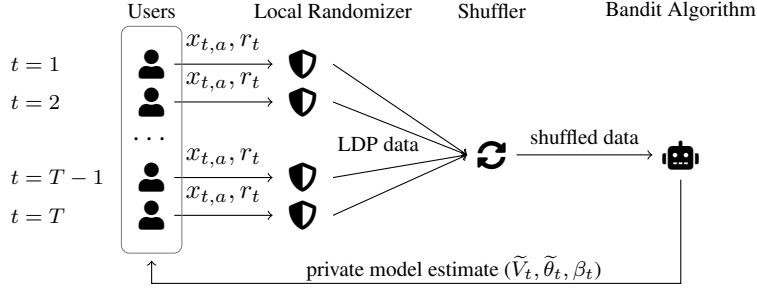 Users Local Randomizer Shuffler Bandit Algorithm
t = 1 x_{t,a}, r_t
t = 2 x_{t,a}, r_t
...
LDP data shuffled data
t = T − 1 x_{t,a}, r_t
t = T x_{t,a}, r_t
private model estimate (Ṽ_t, θ̃_t, β_t)